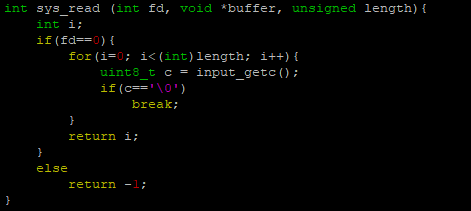 int sys_read (int fd, void *buffer, unsigned length){
    int i;
    if(fd==0){
        for(i=0; i<(int)length; i++){
            uint8_t c = input_getc();
            if(c=='\0')
                break;
        }
        return i;
    }
    else
        return -1;
}